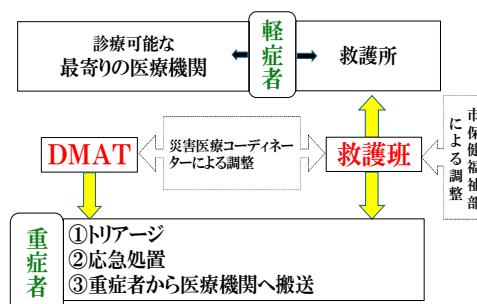 診療可能な
最寄りの医療機関
軽症者
救護所
DMAT
災害医療コーディネ
ーターによる調整
救護班
市保健福祉部
による調整
重症者
①トリアージ
②応急処置
③重症者から医療機関へ搬送